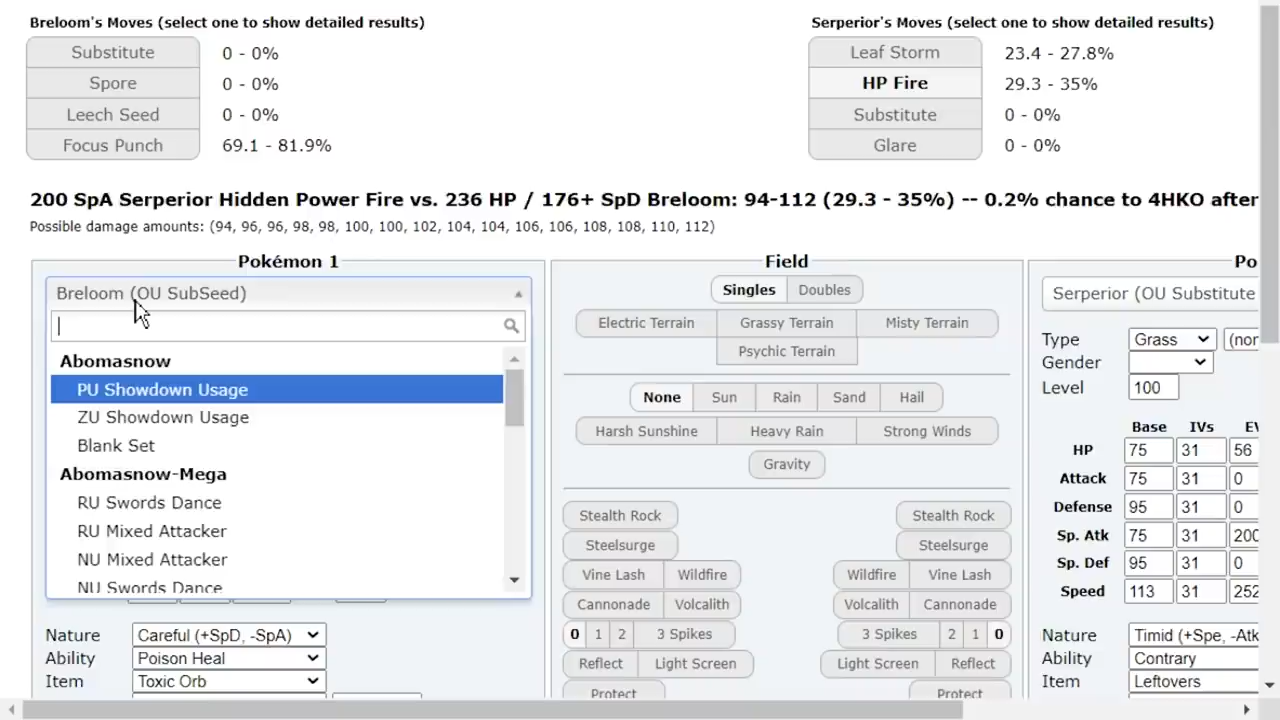 Breloom's Moves (select one to show detailed results)
Substitute 0 - 0%
Spore 0 - 0%
Leech Seed 0 - 0%
Focus Punch 69.1 - 81.9%
Serperior's Moves (select one to show detailed results)
Leaf Storm 23.4 - 27.8%
HP Fire 29.3 - 35%
Substitute 0 - 0%
Glare 0 - 0%
200 SpA Serperior Hidden Power Fire vs. 236 HP / 176+ SpD Breloom: 94-112 (29.3 - 35%) -- 0.2% chance to 4HKO after
Possible damage amounts: (94, 96, 96, 98, 98, 100, 100, 102, 104, 104, 106, 106, 108, 108, 110, 112)
Pokémon 1
Breloom (OU SubSeed)
Abomasnow
PU Showdown Usage
ZU Showdown Usage
Blank Set
Abomasnow-Mega
RU Swords Dance
RU Mixed Attacker
NU Mixed Attacker
NU Swords Dance
Nature Careful (+SpD, -SpA)
Ability Poison Heal
Item Toxic Orb
Field
Singles Doubles
Electric Terrain Grassy Terrain Misty Terrain
Psychic Terrain
None Sun Rain Sand Hail
Harsh Sunshine Heavy Rain Strong Winds
Gravity
Stealth Rock Stealth Rock
Steelsurge Steelsurge
Vine Lash Wildfire Wildfire Vine Lash
Cannonade Volcalith Volcalith Cannonade
0 1 2 3 Spikes 3 Spikes 2 1 0
Reflect Light Screen Light Screen Reflect
Protect Protect
Po
Serperior (OU Substitute
Type Grass (nor
Gender
Level 100
Base IVs EV
HP 75 31 56
Attack 75 31 0
Defense 95 31 0
Sp. Atk 75 31 200
Sp. Def 95 31 0
Speed 113 31 252
Nature Timid (+Spe, -Atk
Ability Contrary
Item Leftovers